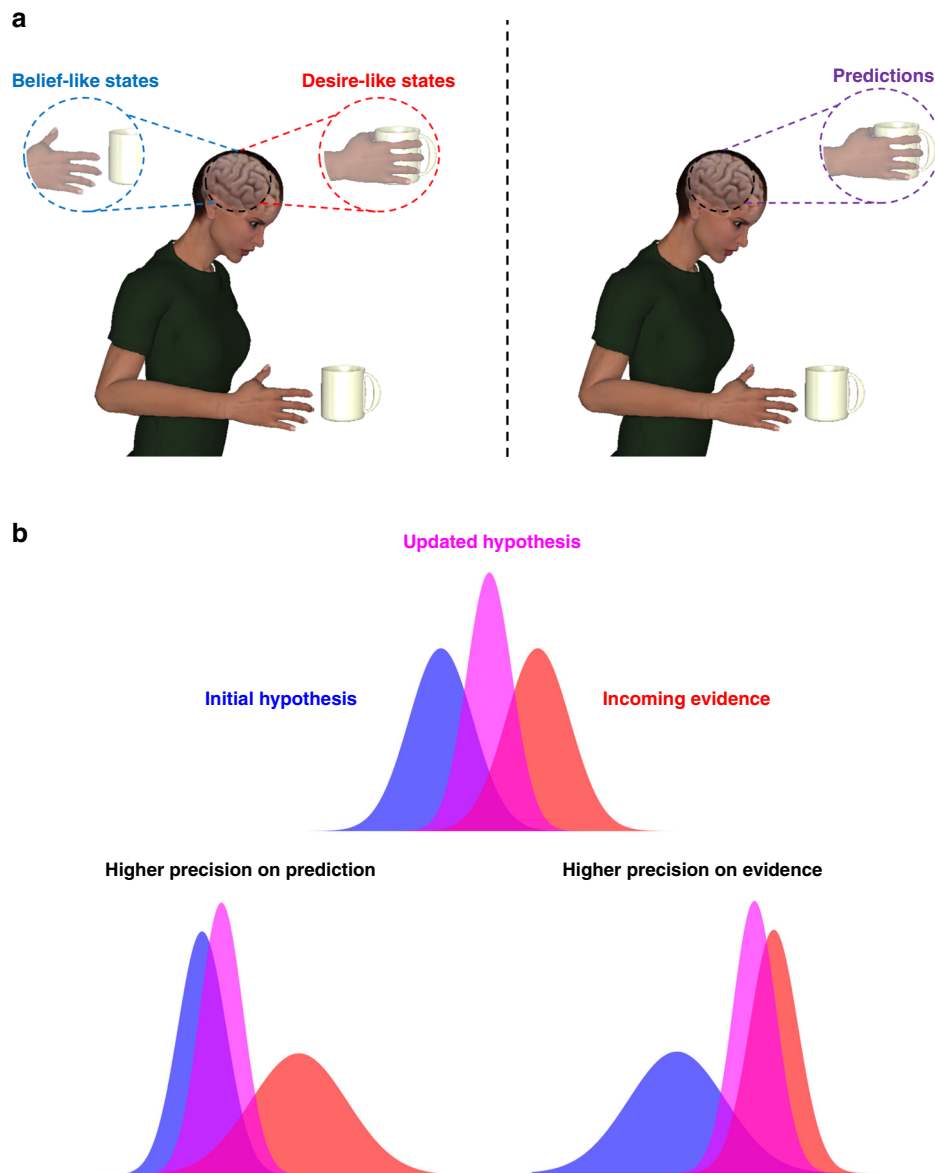 a
Belief-like states
Desire-like states
Predictions
b
Updated hypothesis
Initial hypothesis
Incoming evidence
Higher precision on prediction
Higher precision on evidence